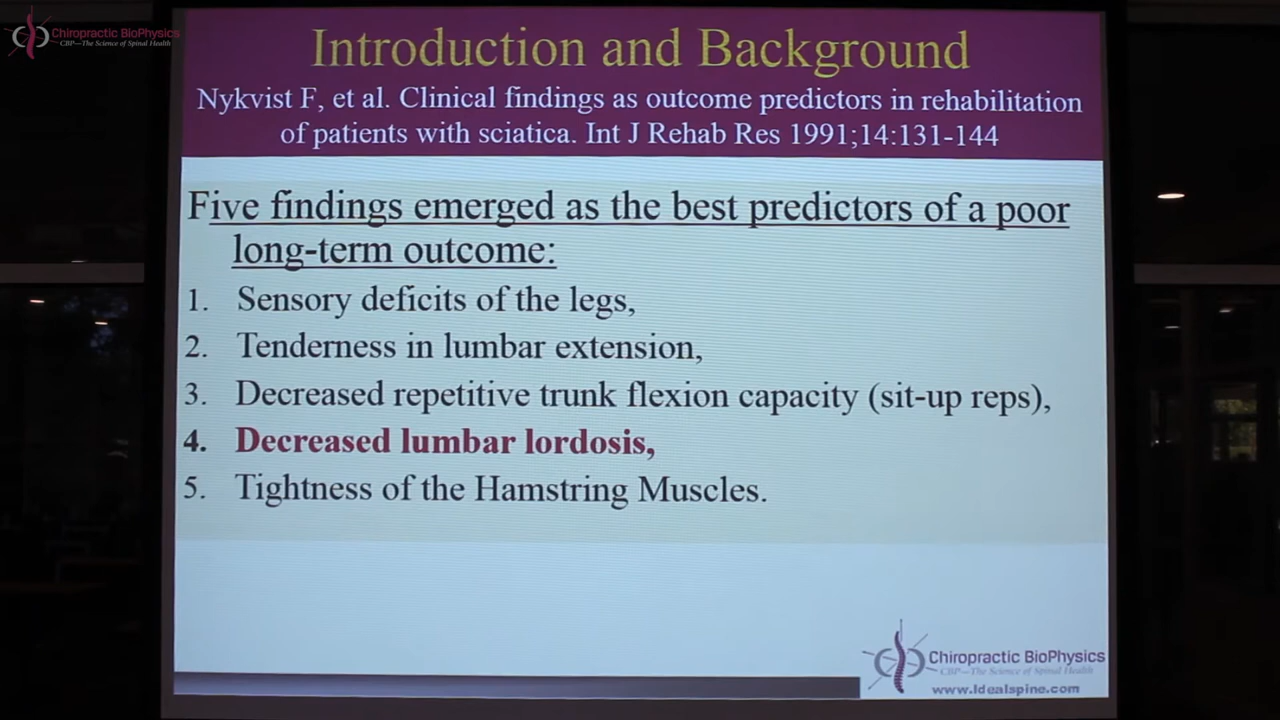 Chiropractic BioPhysics
CBP—The Science of Spinal Health
Introduction and Background
Nykvist F, et al. Clinical findings as outcome predictors in rehabilitation
of patients with sciatica. Int J Rehab Res 1991;14:131-144
Five findings emerged as the best predictors of a poor
long-term outcome:
1. Sensory deficits of the legs,
2. Tenderness in lumbar extension,
3. Decreased repetitive trunk flexion capacity (sit-up reps),
4. Decreased lumbar lordosis,
5. Tightness of the Hamstring Muscles.
Chiropractic BioPhysics
CBP—The Science of Spinal Health
www.Idealspine.com